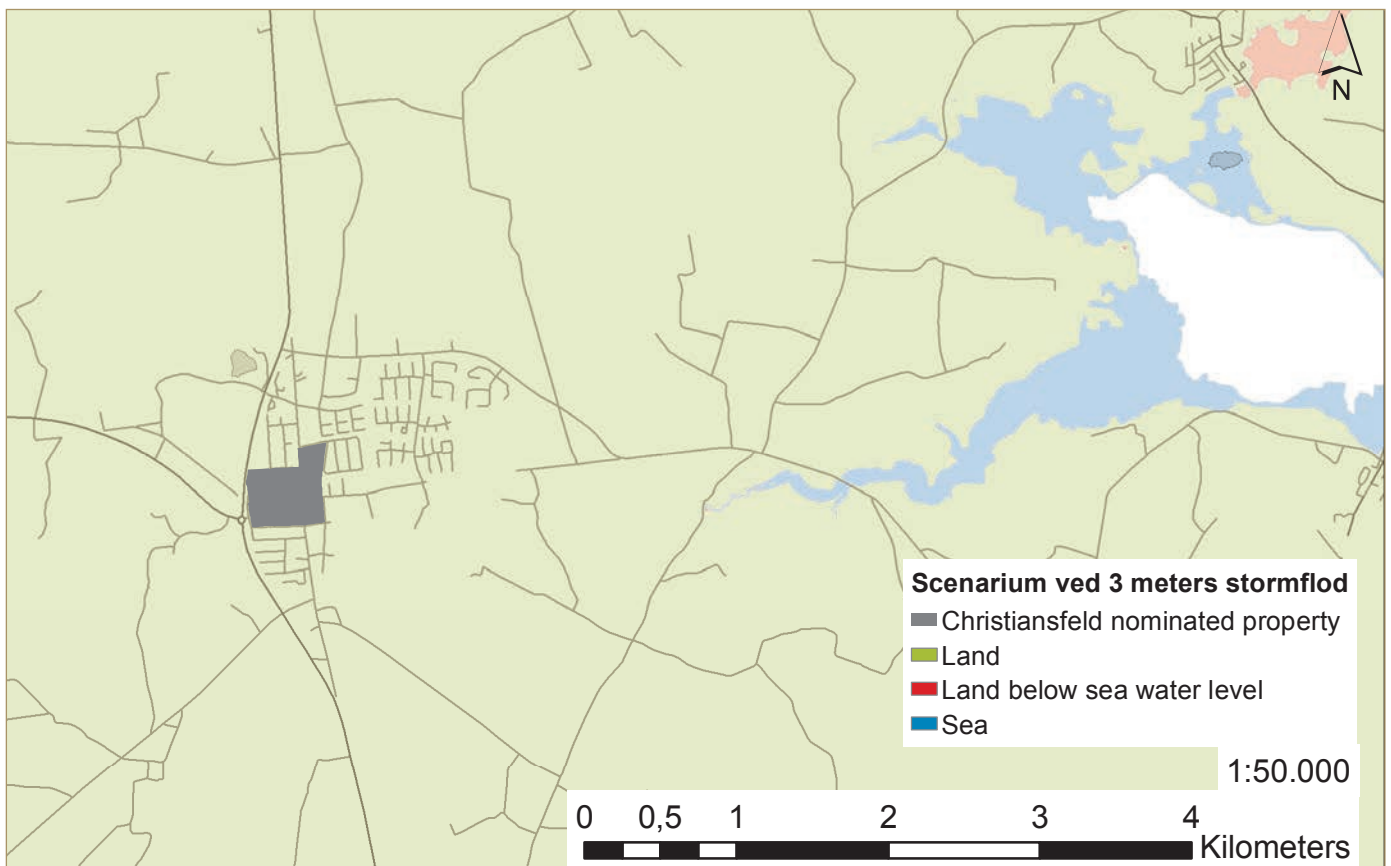 N
Scenarium ved 3 meters stormflod
Christiansfeld nominated property
Land
Land below sea water level
Sea
1:50.000
0 0,5 1 2 3 4
Kilometers